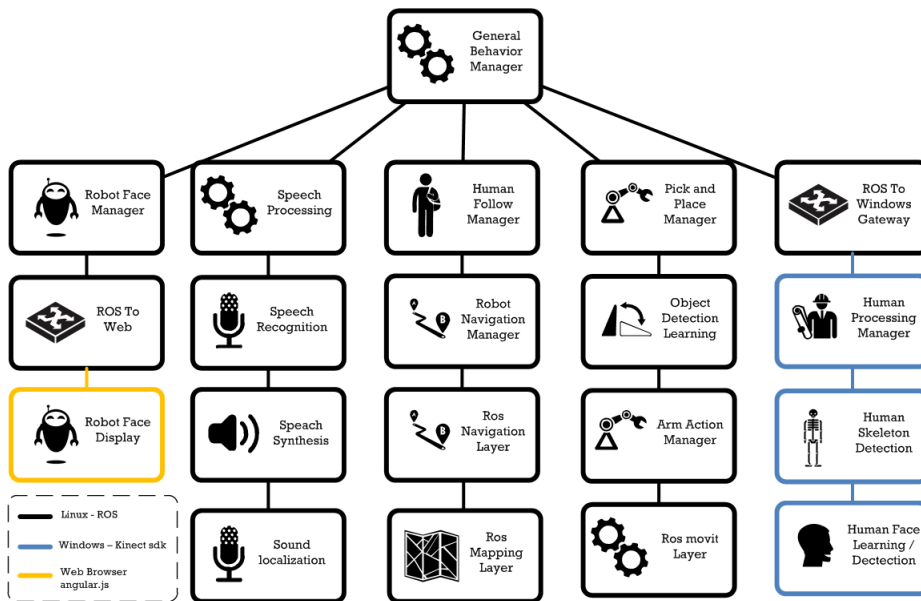 General
Behavior
Manager
Robot Face
Manager
Speech
Processing
Human
Follow
Manager
Pick and
Place
Manager
ROS To
Windows
Gateway
ROS To
Web
Speech
Recognition
A
B
Robot
Navigation
Manager
Object
Detection
Learning
Human
Processing
Manager
Robot Face
Display
Speach
Synthesis
A
B
Ros
Navigation
Layer
Arm Action
Manager
Human
Skeleton
Detection
Linux - ROS
Windows – Kinect sdk
Web Browser
angular.js
Sound
localization
Ros
Mapping
Layer
Ros movit
Layer
Human Face
Learning /
Dectection